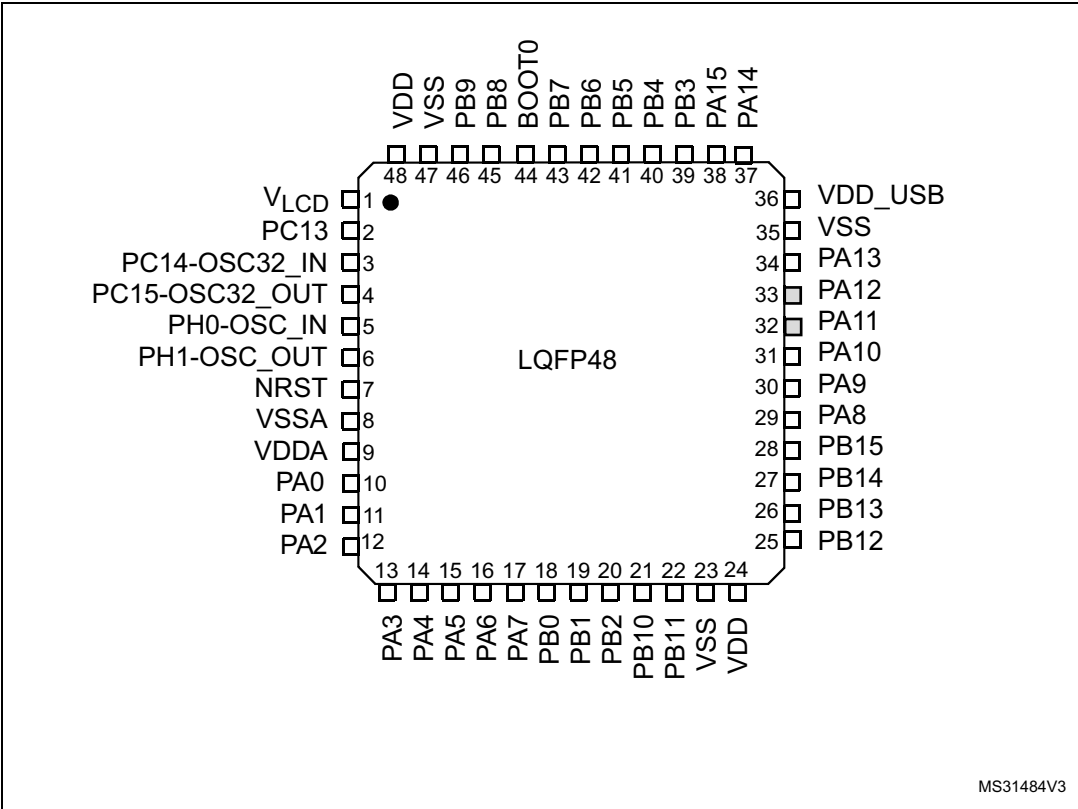 VDD VSS PB9 PB8 BOOT0 PB7 PB6 PB5 PB4 PB3 PA15 PA14
48 47 46 45 44 43 42 41 40 39 38 37
VLCD 1 36 VDD_USB
PC13 2 35 VSS
PC14-OSC32_IN 3 34 PA13
PC15-OSC32_OUT 4 33 PA12
PH0-OSC_IN 5 32 PA11
PH1-OSC_OUT 6 LQFP48 31 PA10
NRST 7 30 PA9
VSSA 8 29 PA8
VDDA 9 28 PB15
PA0 10 27 PB14
PA1 11 26 PB13
PA2 12 25 PB12
13 14 15 16 17 18 19 20 21 22 23 24
PA3 PA4 PA5 PA6 PA7 PB0 PB1 PB2 PB10 PB11 VSS VDD
MS31484V3